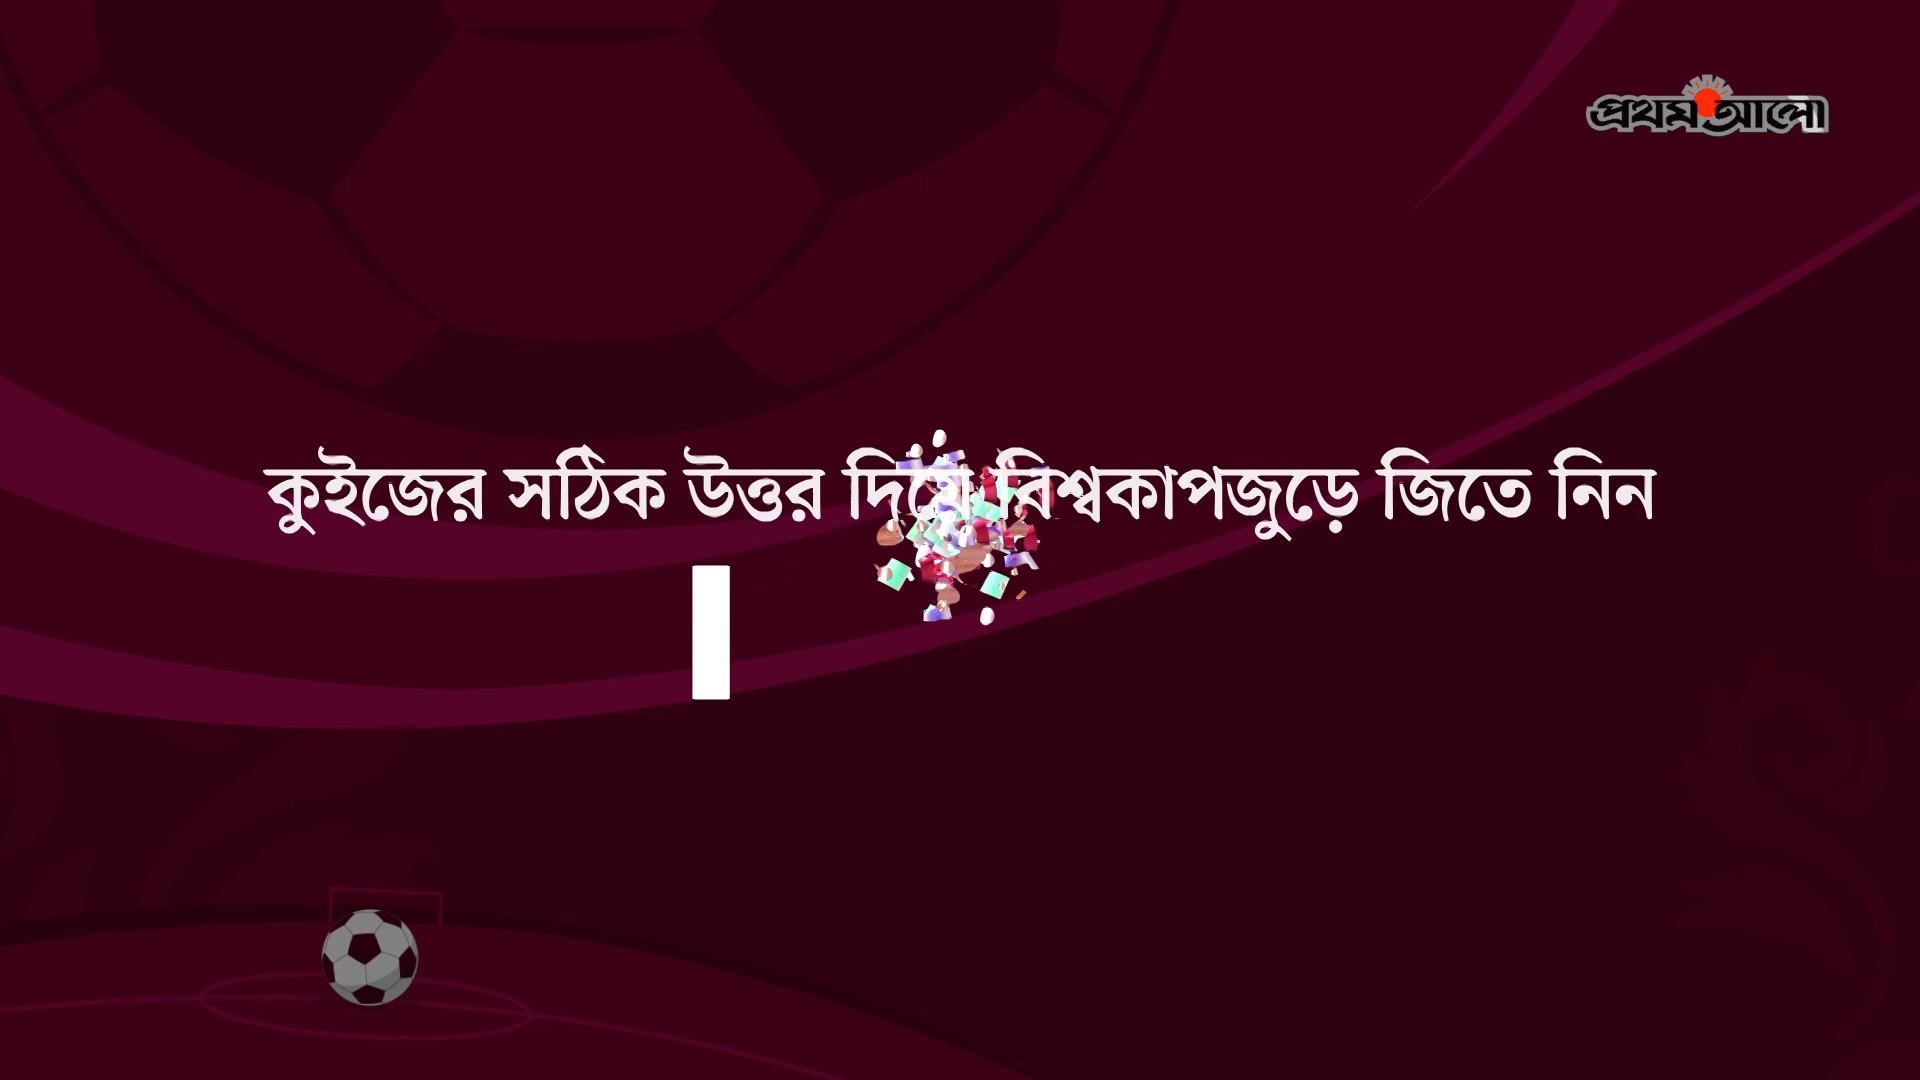 প্রথম আলো
কুইজের সঠিক উত্তর দিয়ে বিশ্বকাপজুড়ে জিতে নিন